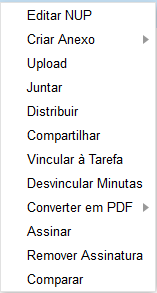 Editar NUP
Criar Anexo
Upload
Juntar
Distribuir
Compartilhar
Vincular à Tarefa
Desvincular Minutas
Converter em PDF
Assinar
Remover Assinatura
Comparar